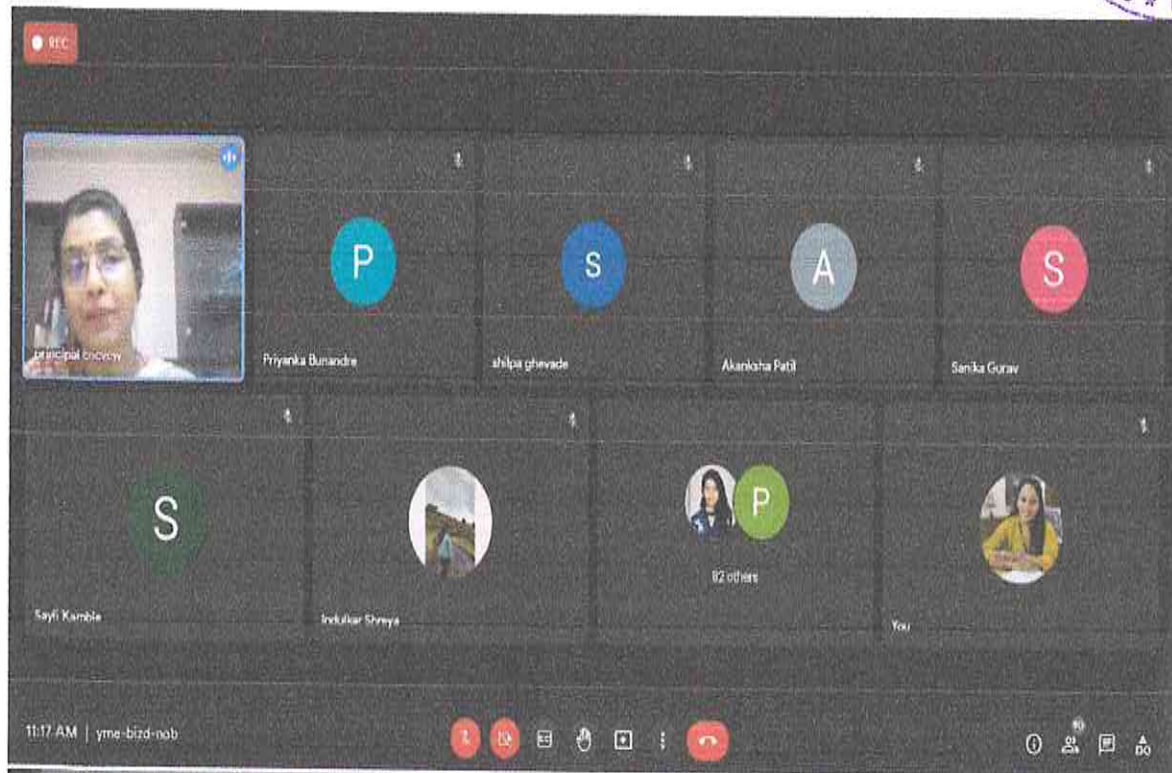 REC
P
S
A
S
principal
Priyanka Bunandre
shilpa ghevade
Akanksha Patil
Sanika Gurav
S
P
82 others
Sayli Kamble
Indulkar Shreya
You
11:17 AM | yme-bizd-nob
90